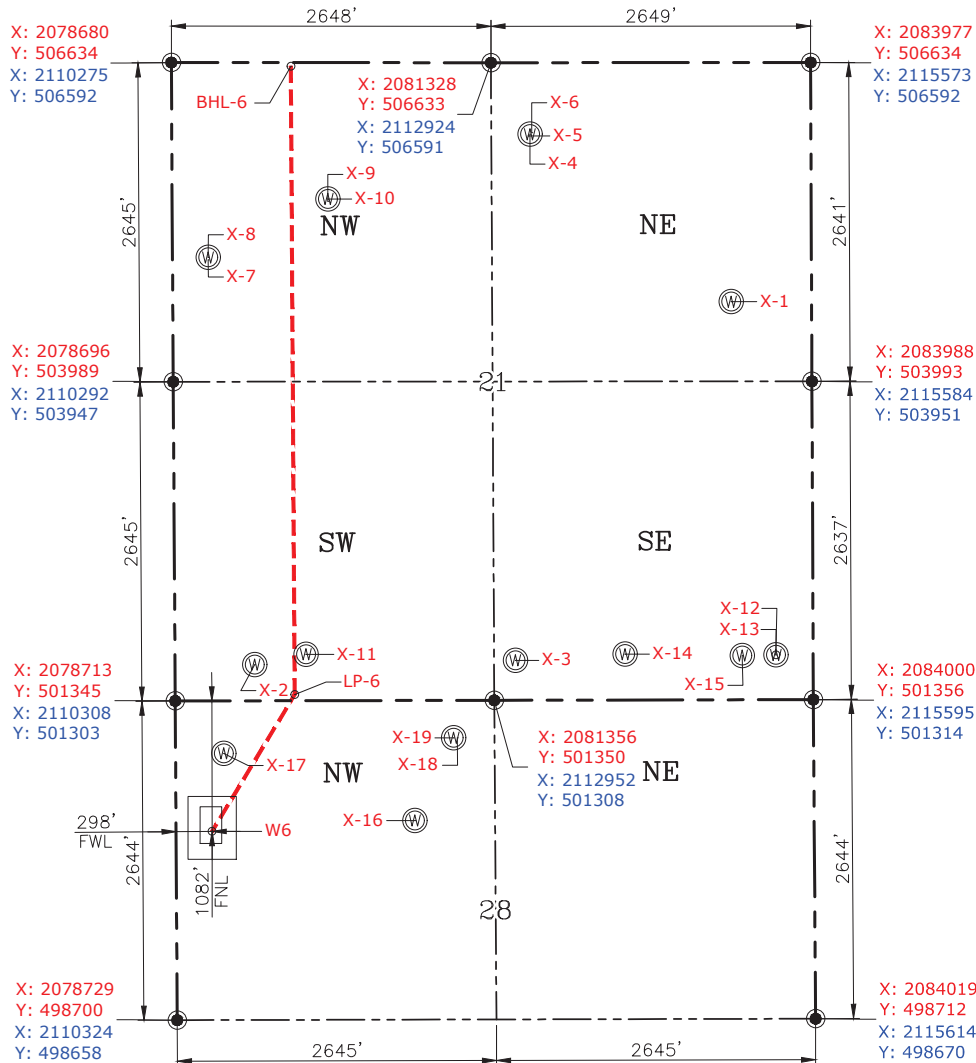 2648'
2649'
X: 2078680
Y: 506634
X: 2110275
Y: 506592
X: 2083977
Y: 506634
X: 2115573
Y: 506592
BHL-6
X: 2081328
Y: 506633
X: 2112924
Y: 506591
X-6
X-5
X-4
X-9
X-10
NW
NE
2645'
2641'
X-8
X-7
X-1
X: 2078696
Y: 503989
X: 2110292
Y: 503947
21
X: 2083988
Y: 503993
X: 2115584
Y: 503951
2645'
2637'
SW
SE
X-12
X-13
X-11
X-3
X-14
X-2
LP-6
X-15
X: 2078713
Y: 501345
X: 2110308
Y: 501303
X: 2084000
Y: 501356
X: 2115595
Y: 501314
X-19
X-18
X: 2081356
Y: 501350
X: 2112952
Y: 501308
X-17
NW
NE
X-16
W6
298'
FWL
1082'
FNL
2644'
2644'
28
X: 2078729
Y: 498700
X: 2110324
Y: 498658
X: 2084019
Y: 498712
X: 2115614
Y: 498670
2645'
2645'
W
W
W
W
W
W
W
W
W
W
W
W
W